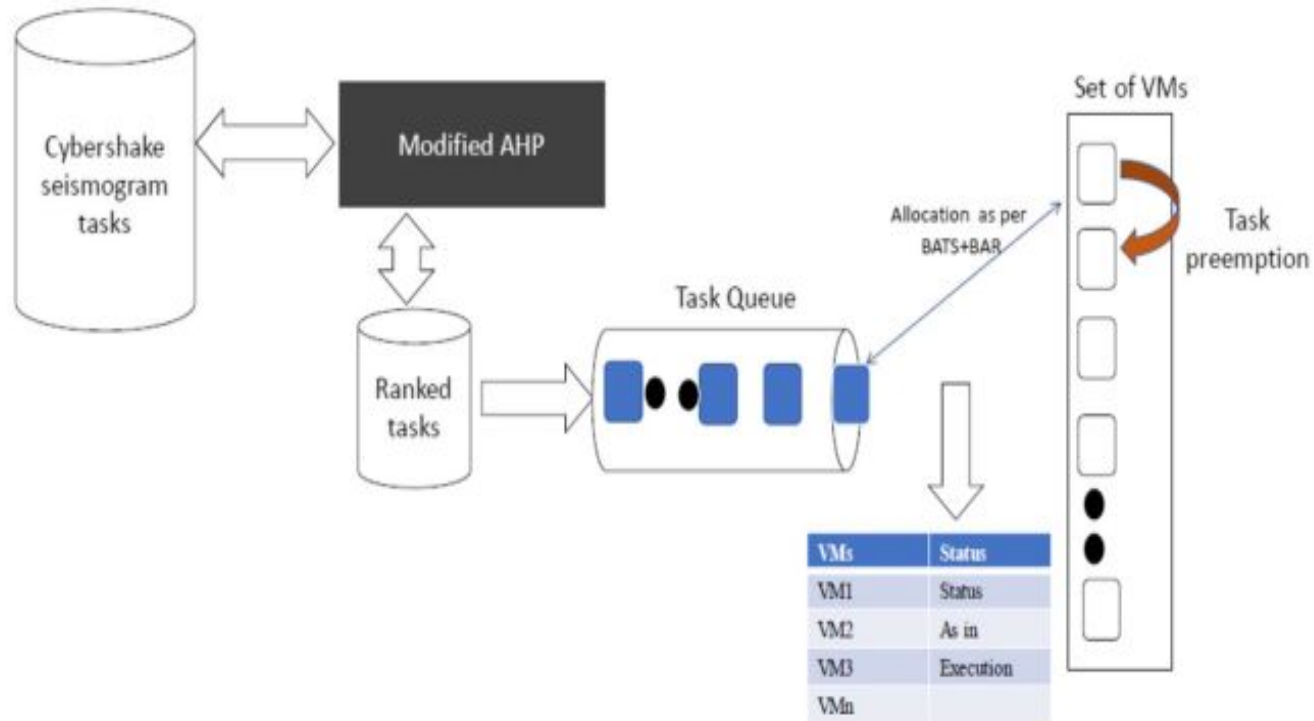 Cybershake
seismogram
tasks
Modified AHP
Set of VMs
Allocation as per
BATS+BAR
Task
preemption
Task Queue
Ranked
tasks
VMs Status
VM1 Status
VM2 As in
VM3 Execution
VMn